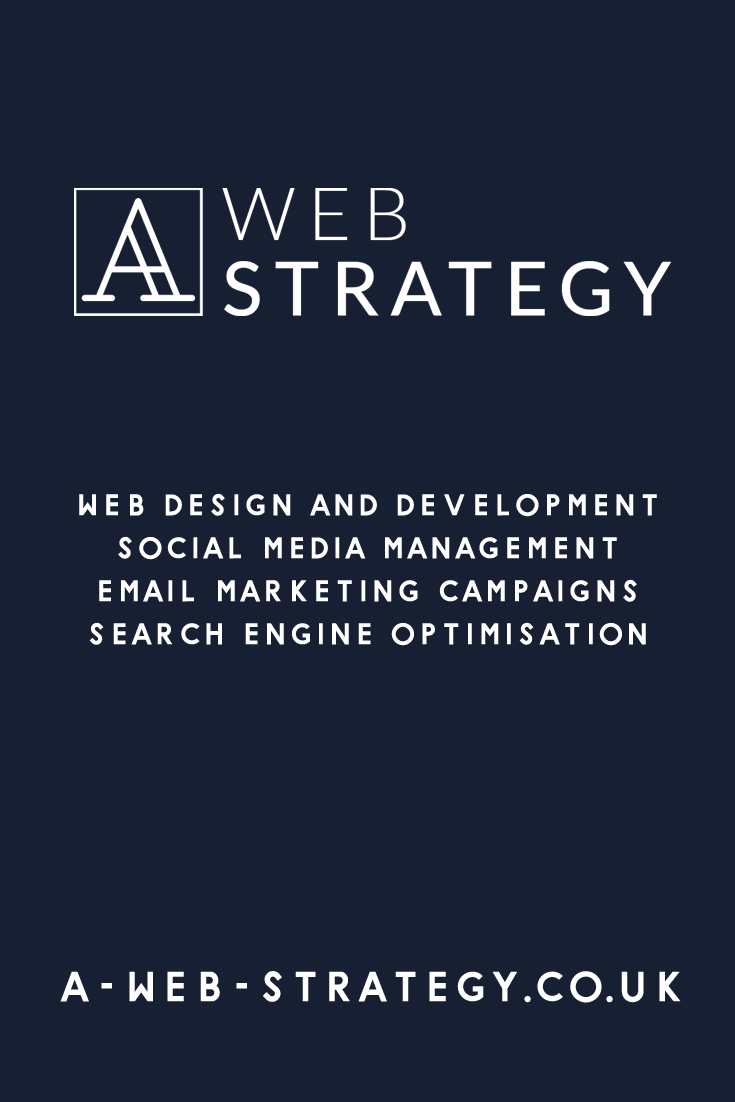 A WEB
STRATEGY
WEB DESIGN AND DEVELOPMENT
SOCIAL MEDIA MANAGEMENT
EMAIL MARKETING CAMPAIGNS
SEARCH ENGINE OPTIMISATION
A-WEB-STRATEGY.CO.UK